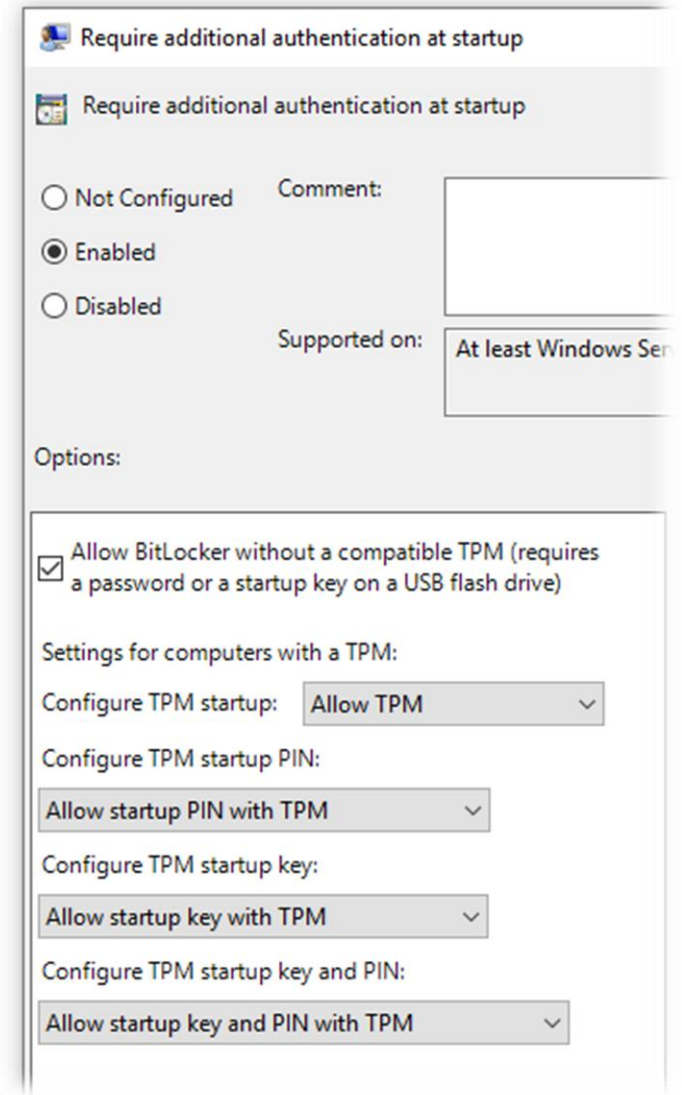 Require additional authentication at startup
Require additional authentication at startup
Not Configured
Comment:
Enabled
Disabled
Supported on:
At least Windows Ser
Options:
Allow BitLocker without a compatible TPM (requires
a password or a startup key on a USB flash drive)
Settings for computers with a TPM:
Configure TPM startup: Allow TPM
Configure TPM startup PIN:
Allow startup PIN with TPM
Configure TPM startup key:
Allow startup key with TPM
Configure TPM startup key and PIN:
Allow startup key and PIN with TPM